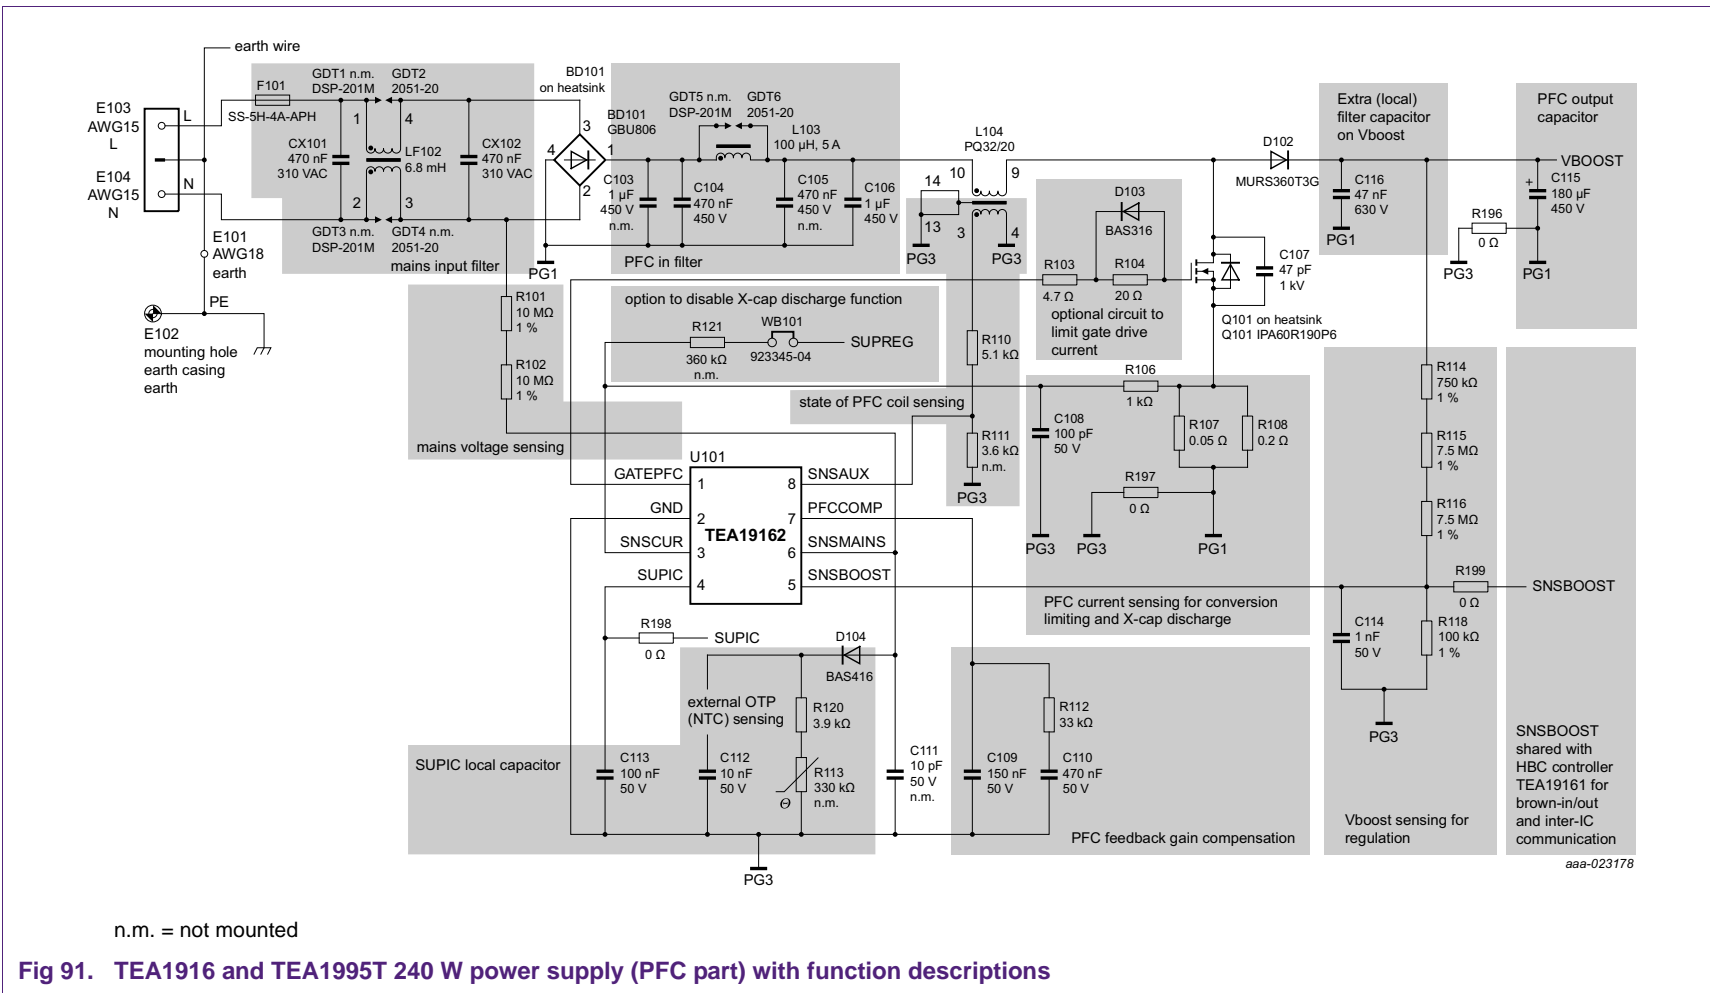 earth wire
E103
AWG15
L
L
E104
AWG15
N
N
E101
AWG18
earth
PE
E102
mounting hole
earth casing
earth
F101
SS-5H-4A-APH
GDT1 n.m.
DSP-201M
GDT2
2051-20
1
4
CX101
470 nF
310 VAC
LF102
6.8 mH
CX102
470 nF
310 VAC
2
3
GDT3 n.m.
DSP-201M
GDT4 n.m.
2051-20
mains input filter
BD101
on heatsink
BD101
GBU806
3
4
1
2
PG1
GDT5 n.m.
DSP-201M
GDT6
2051-20
L103
100 µH, 5 A
C103
1 µF
450 V
n.m.
C104
470 nF
450 V
C105
470 nF
450 V
n.m.
C106
1 µF
450 V
PFC in filter
L104
PQ32/20
10
9
14
13
3
4
PG3
PG3
D102
MURS360T3G
Extra (local)
filter capacitor
on Vboost
C116
47 nF
630 V
PG1
PFC output
capacitor
VBOOST
+
C115
180 µF
450 V
R196
0 Ω
PG3
PG1
D103
BAS316
R103
4.7 Ω
R104
20 Ω
optional circuit to
limit gate drive
current
C107
47 pF
1 kV
Q101 on heatsink
Q101 IPA60R190P6
R101
10 MΩ
1 %
R102
10 MΩ
1 %
mains voltage sensing
option to disable X-cap discharge function
R121
360 kΩ
n.m.
WB101
923345-04
SUPREG
R110
5.1 kΩ
state of PFC coil sensing
R111
3.6 kΩ
n.m.
PG3
R106
1 kΩ
C108
100 pF
50 V
R107
0.05 Ω
R108
0.2 Ω
R197
0 Ω
PG3
PG3
PG1
PFC current sensing for conversion
limiting and X-cap discharge
R114
750 kΩ
1 %
R115
7.5 MΩ
1 %
R116
7.5 MΩ
1 %
R199
0 Ω
SNSBOOST
C114
1 nF
50 V
R118
100 kΩ
1 %
PG3
Vboost sensing for
regulation
SNSBOOST
shared with
HBC controller
TEA19161 for
brown-in/out
and inter-IC
communication
U101
TEA19162
GATEPFC
1
GND
2
SNSCUR
3
SUPIC
4
8
SNSAUX
7
PFCCOMP
6
SNSMAINS
5
SNSBOOST
R198
0 Ω
SUPIC
D104
BAS416
external OTP
(NTC) sensing
R120
3.9 kΩ
SUPIC local capacitor
C113
100 nF
50 V
C112
10 nF
50 V
R113
330 kΩ
n.m.
Θ
C111
10 pF
50 V
n.m.
PG3
R112
33 kΩ
C109
150 nF
50 V
C110
470 nF
50 V
PFC feedback gain compensation
aaa-023178
n.m. = not mounted
Fig 91. TEA1916 and TEA1995T 240 W power supply (PFC part) with function descriptions